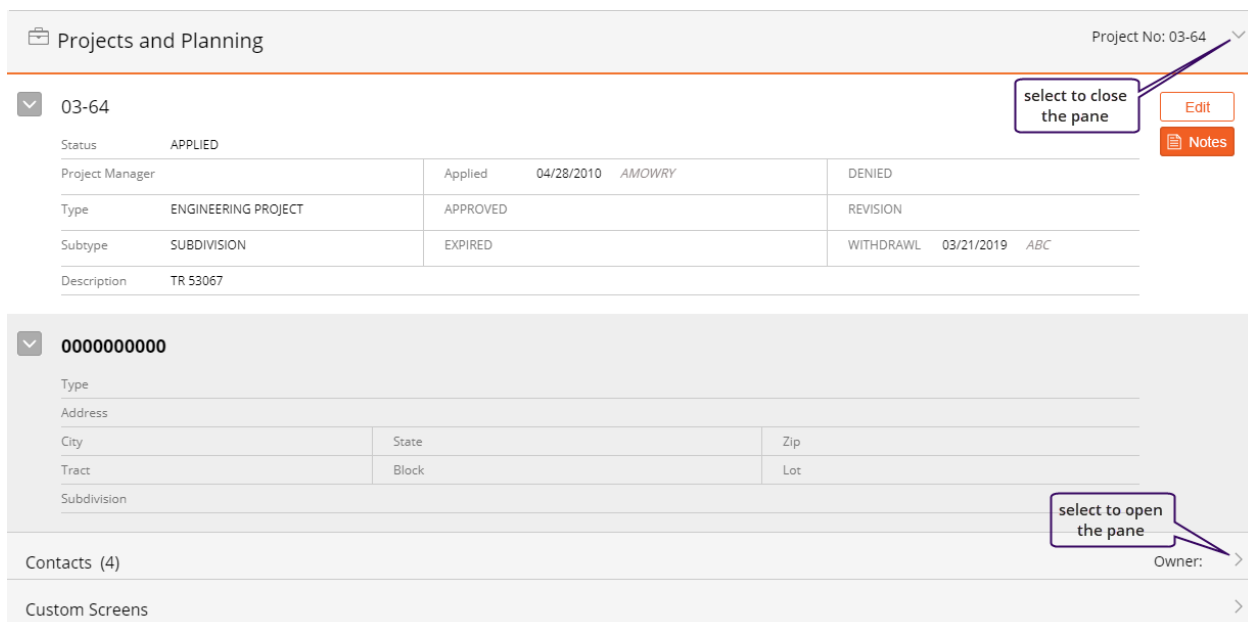 Projects and Planning Project No: 03-64
select to close
the pane
03-64 Edit
Notes
Status APPLIED
Project Manager Applied 04/28/2010 AMOWRY DENIED
Type ENGINEERING PROJECT APPROVED REVISION
Subtype SUBDIVISION EXPIRED WITHDRAWL 03/21/2019 ABC
Description TR 53067
0000000000
Type
Address
City State Zip
Tract Block Lot
Subdivision
select to open
the pane
Contacts (4) Owner:
Custom Screens